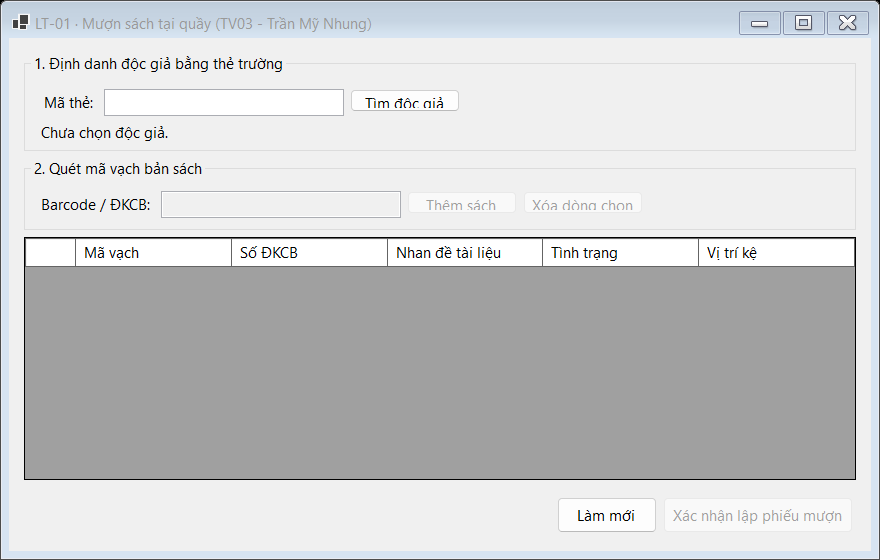 LT-01 · Mượn sách tại quầy (TV03 - Trần Mỹ Nhung)
1. Định danh độc giả bằng thẻ trường
Mã thẻ:
Tìm độc giả
Chưa chọn độc giả.
2. Quét mã vạch bản sách
Barcode / ĐKCB:
Thêm sách
Xóa dòng chọn
Mã vạch
Số ĐKCB
Nhan đề tài liệu
Tình trạng
Vị trí kệ
Làm mới
Xác nhận lập phiếu mượn